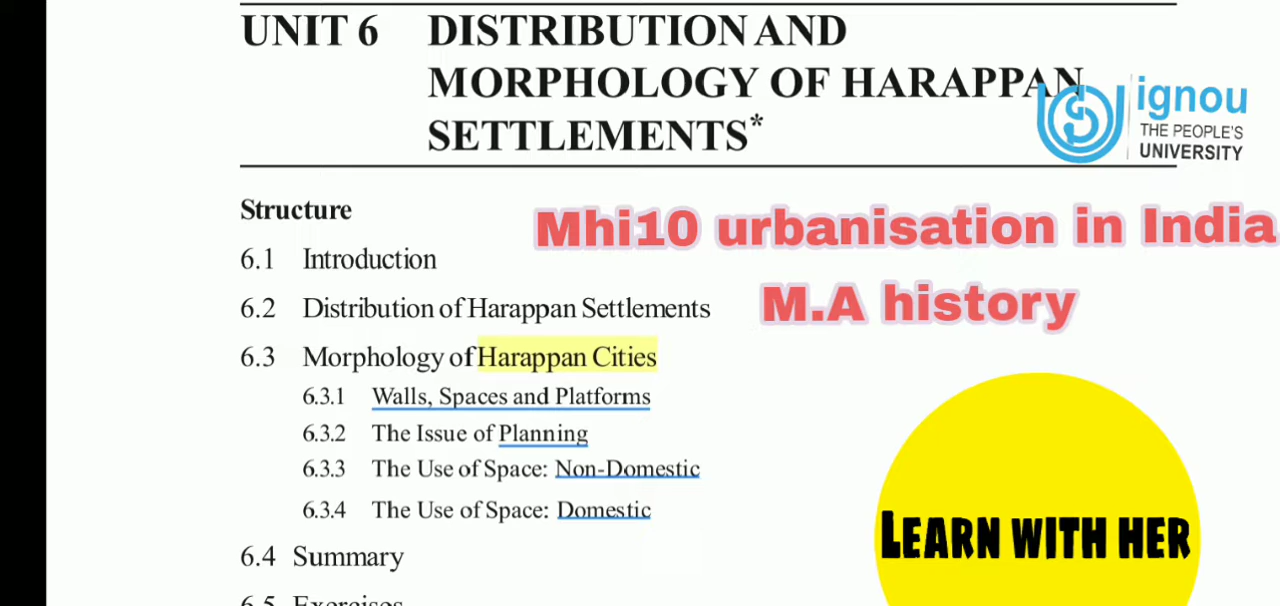 UNIT 6 DISTRIBUTION AND
MORPHOLOGY OF HARAPPAN
SETTLEMENTS*
ignou
THE PEOPLE'S
UNIVERSITY
Structure
Mhi10 urbanisation in India
M.A history
6.1 Introduction
6.2 Distribution of Harappan Settlements
6.3 Morphology of Harappan Cities
6.3.1 Walls, Spaces and Platforms
6.3.2 The Issue of Planning
6.3.3 The Use of Space: Non-Domestic
6.3.4 The Use of Space: Domestic
LEARN WITH HER
6.4 Summary
6.5 Exercises